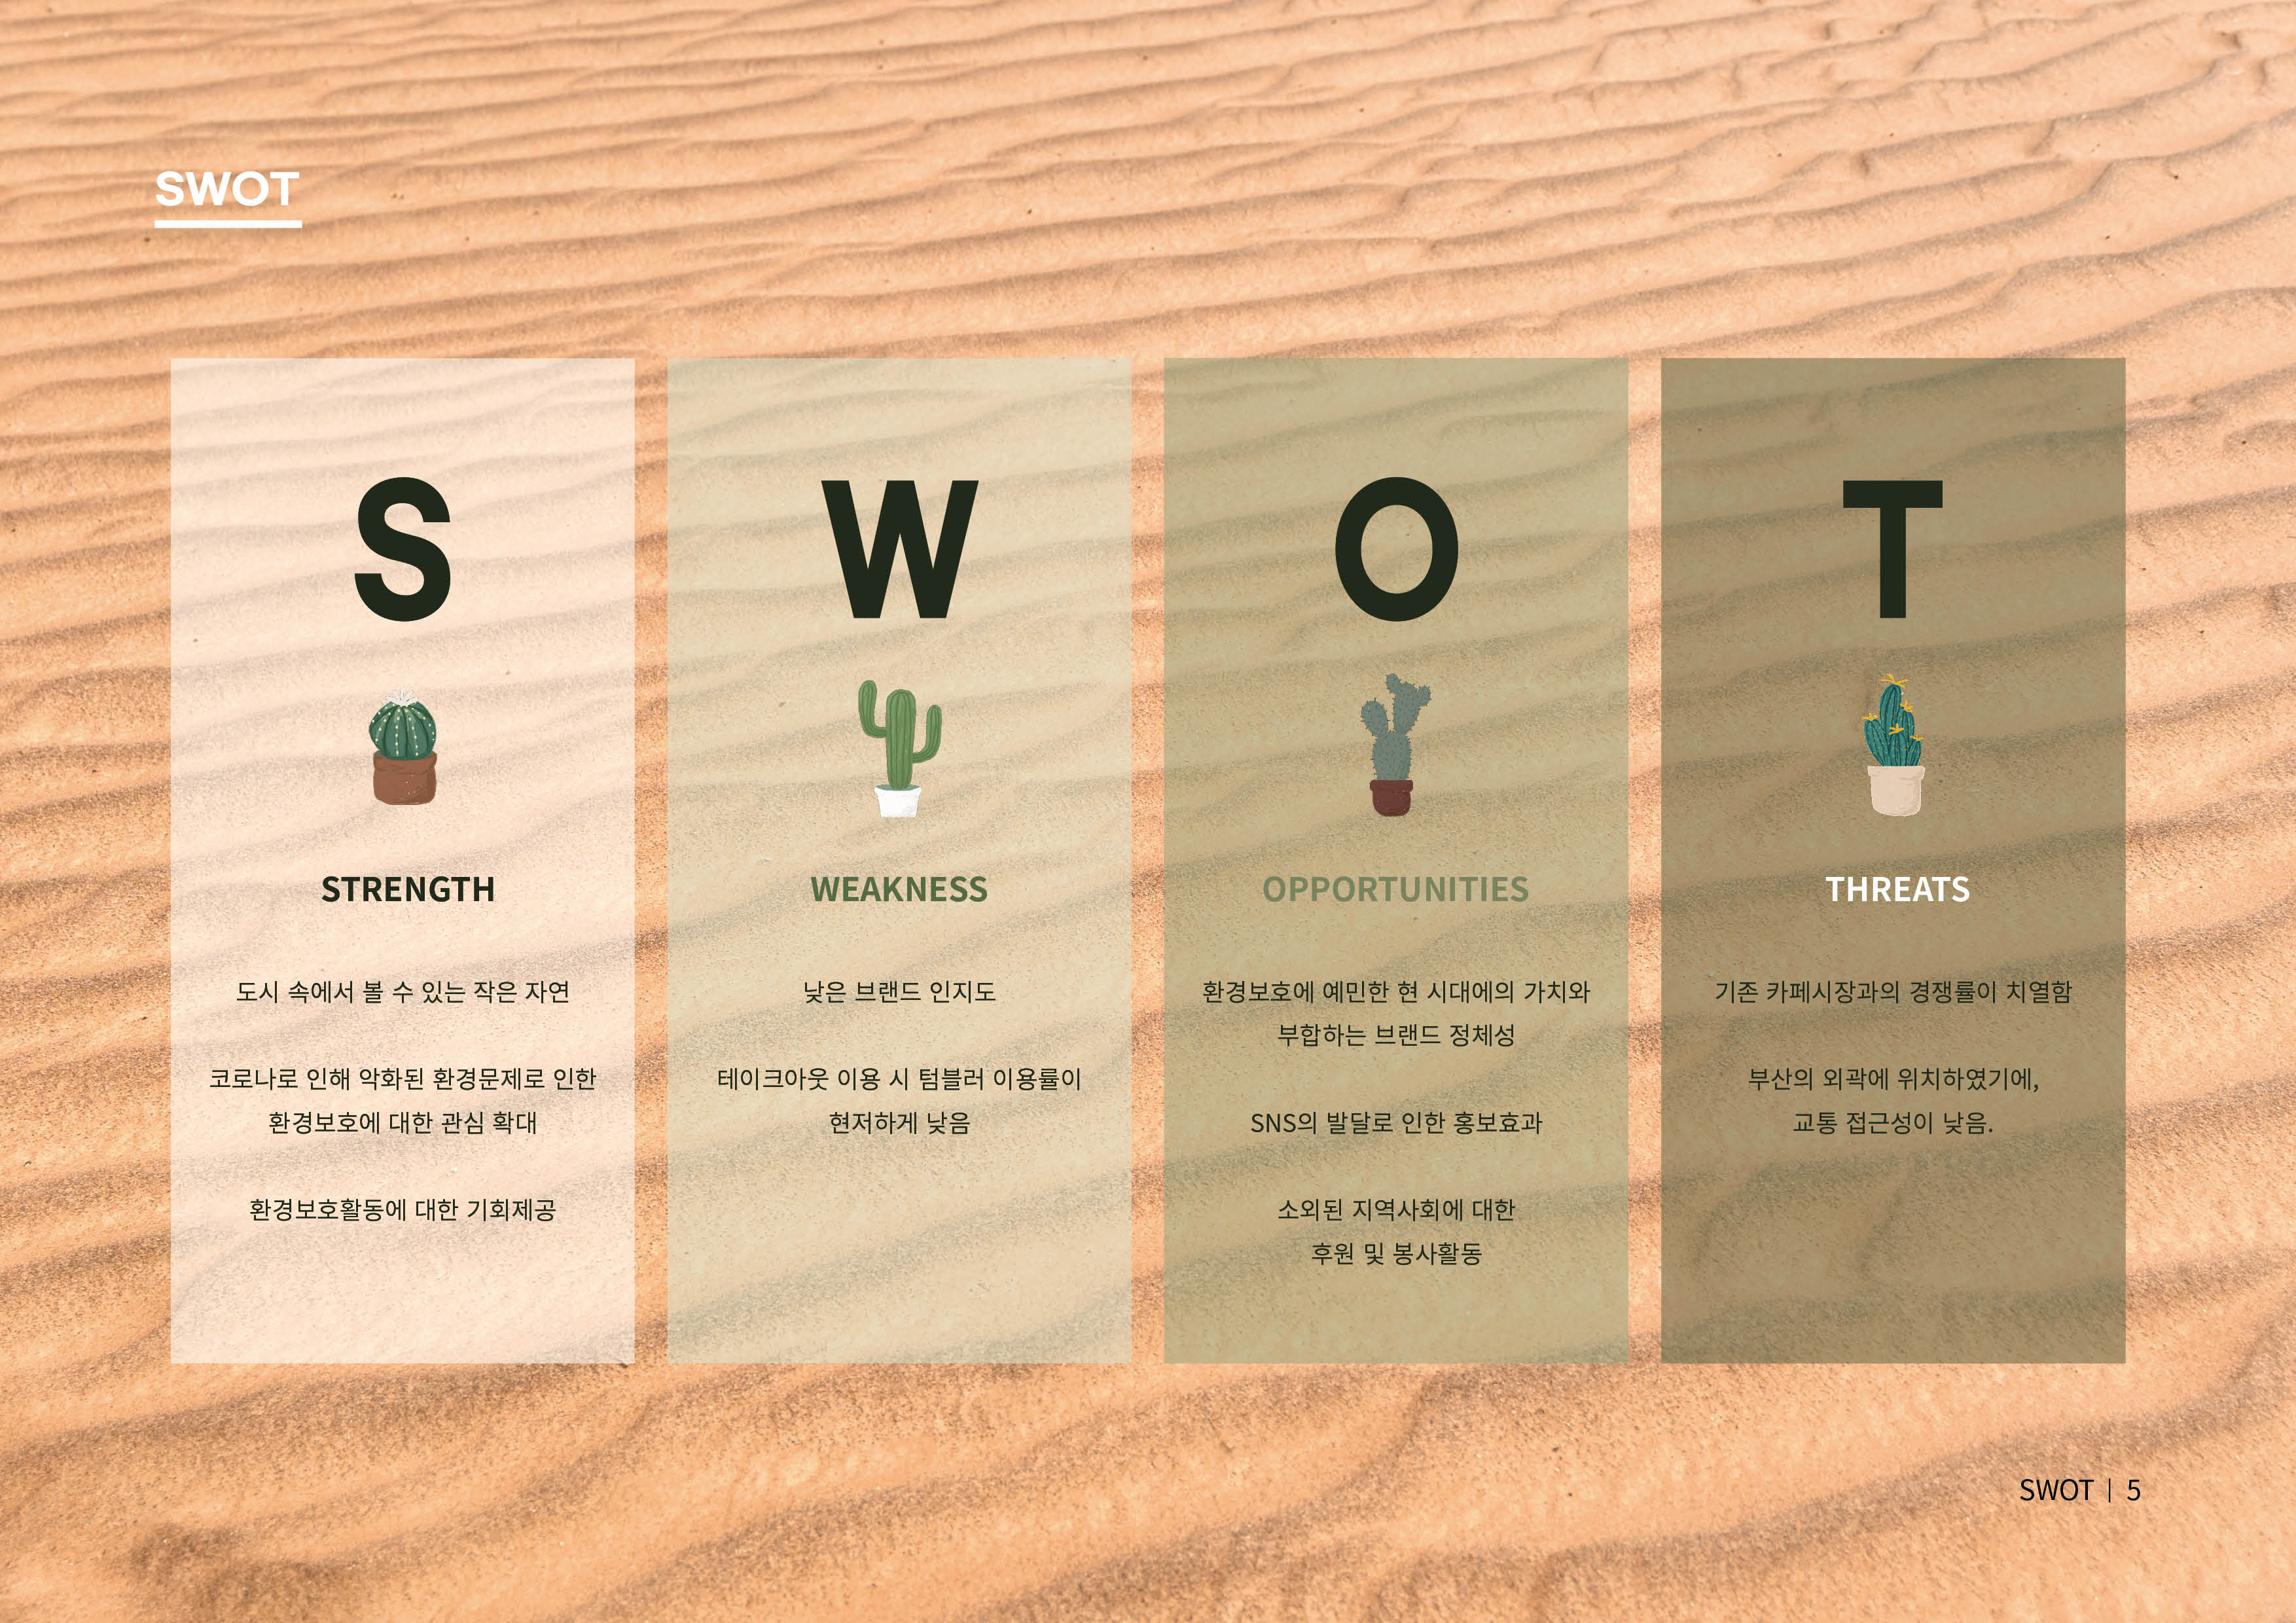 SWOT
S
W
O
T
STRENGTH
도시 속에서 볼 수 있는 작은 자연
코로나로 인해 악화된 환경문제로 인한
환경보호에 대한 관심 확대
환경보호활동에 대한 기회제공
WEAKNESS
낮은 브랜드 인지도
테이크아웃 이용 시 텀블러 이용률이
현저하게 낮음
OPPORTUNITIES
환경보호에 예민한 현 시대에의 가치와
부합하는 브랜드 정체성
SNS의 발달로 인한 홍보효과
소외된 지역사회에 대한
후원 및 봉사활동
THREATS
기존 카페시장과의 경쟁률이 치열함
부산의 외곽에 위치하였기에,
교통 접근성이 낮음.
SWOT | 5